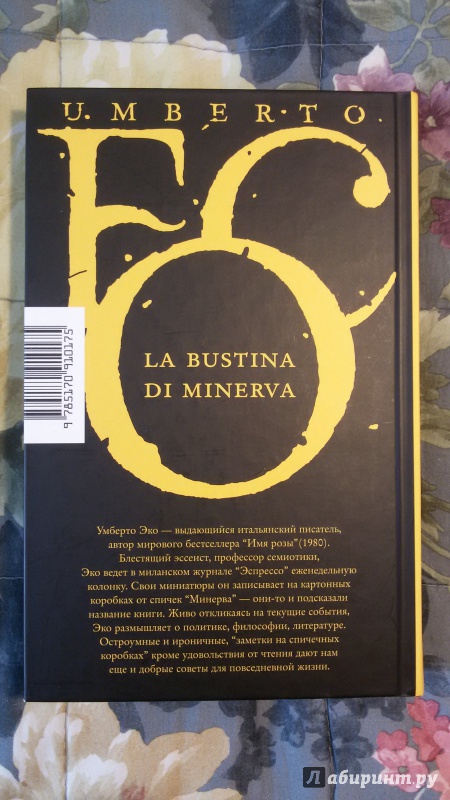 UMBERTO
ECO
LA BUSTINA
DI MINERVA
9 785170 910175
Умберто Эко — выдающийся итальянский писатель,
автор мирового бестселлера "Имя розы"(1980).
Блестящий эссеист, профессор семиотики,
Эко ведет в миланском журнале "Эспрессо" еженедельную
колонку. Свои миниатюры он записывает на картонных
коробках от спичек "Минерва" — они-то и подсказали
название книги. Живо откликаясь на текущие события,
Эко размышляет о политике, философии, литературе.
Остроумные и ироничные, "заметки на спичечных
коробках" кроме удовольствия от чтения дают нам
еще и добрые советы для повседневной жизни.
Лабиринт.ру